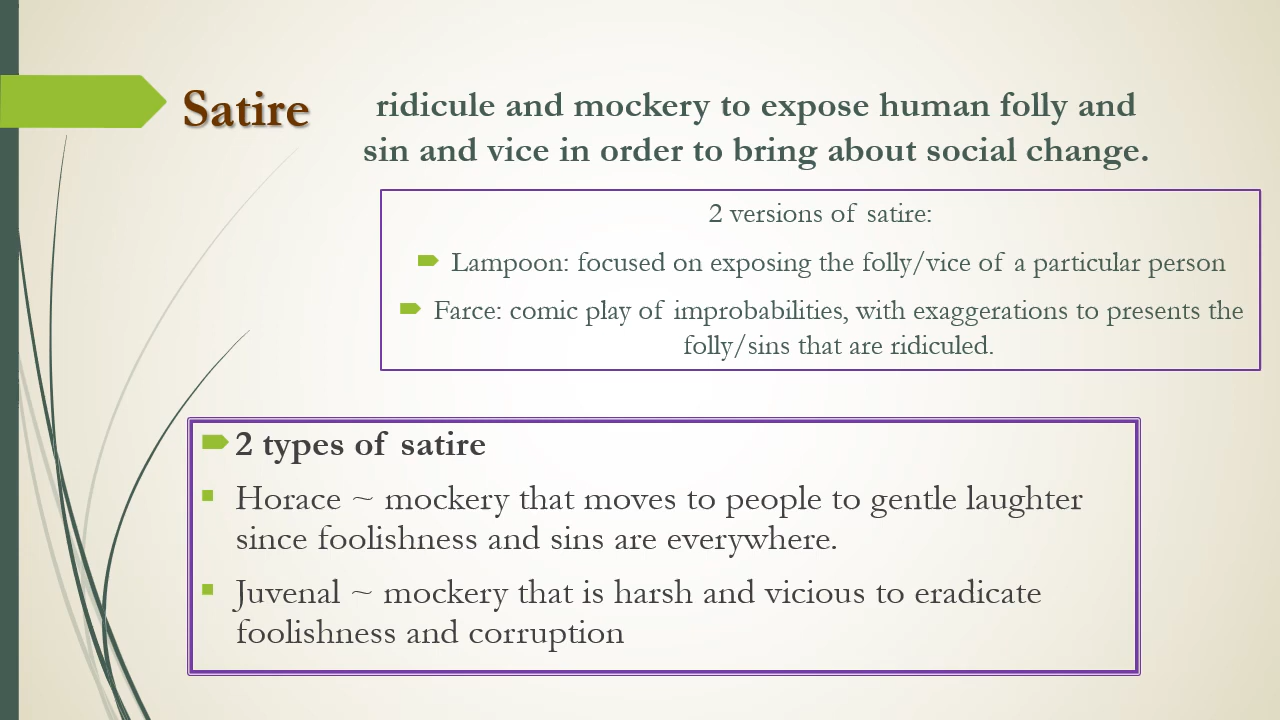 Satire
ridicule and mockery to expose human folly and
sin and vice in order to bring about social change.
2 versions of satire:
Lampoon: focused on exposing the folly/vice of a particular person
Farce: comic play of improbabilities, with exaggerations to presents the
folly/sins that are ridiculed.
2 types of satire
Horace ~ mockery that moves to people to gentle laughter
since foolishness and sins are everywhere.
Juvenal ~ mockery that is harsh and vicious to eradicate
foolishness and corruption